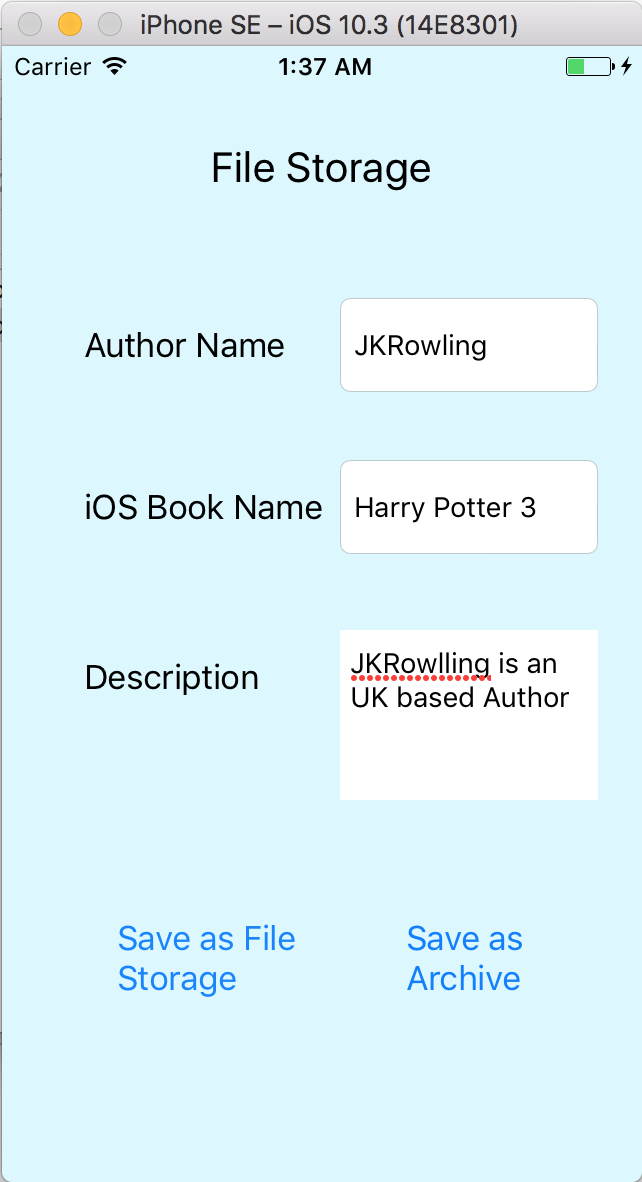 iPhone SE – iOS 10.3 (14E8301)
Carrier 1:37 AM
File Storage
Author Name JKRowling
iOS Book Name Harry Potter 3
Description JKRowlling is an
UK based Author
Save as File Save as
Storage Archive